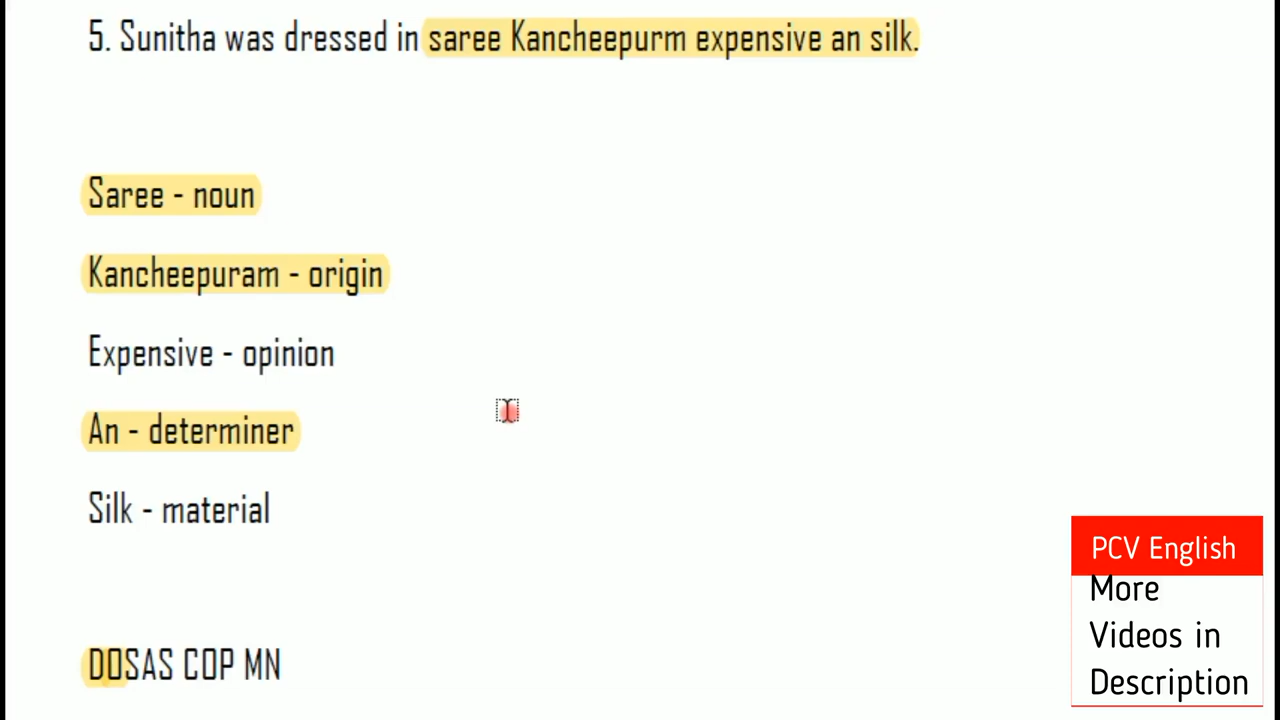 5. Sunitha was dressed in saree Kancheepurm expensive an silk.
Saree - noun
Kancheepuram - origin
Expensive - opinion
An - determiner
Silk - material
DOSAS COP MN
PCV English
More
Videos in
Description